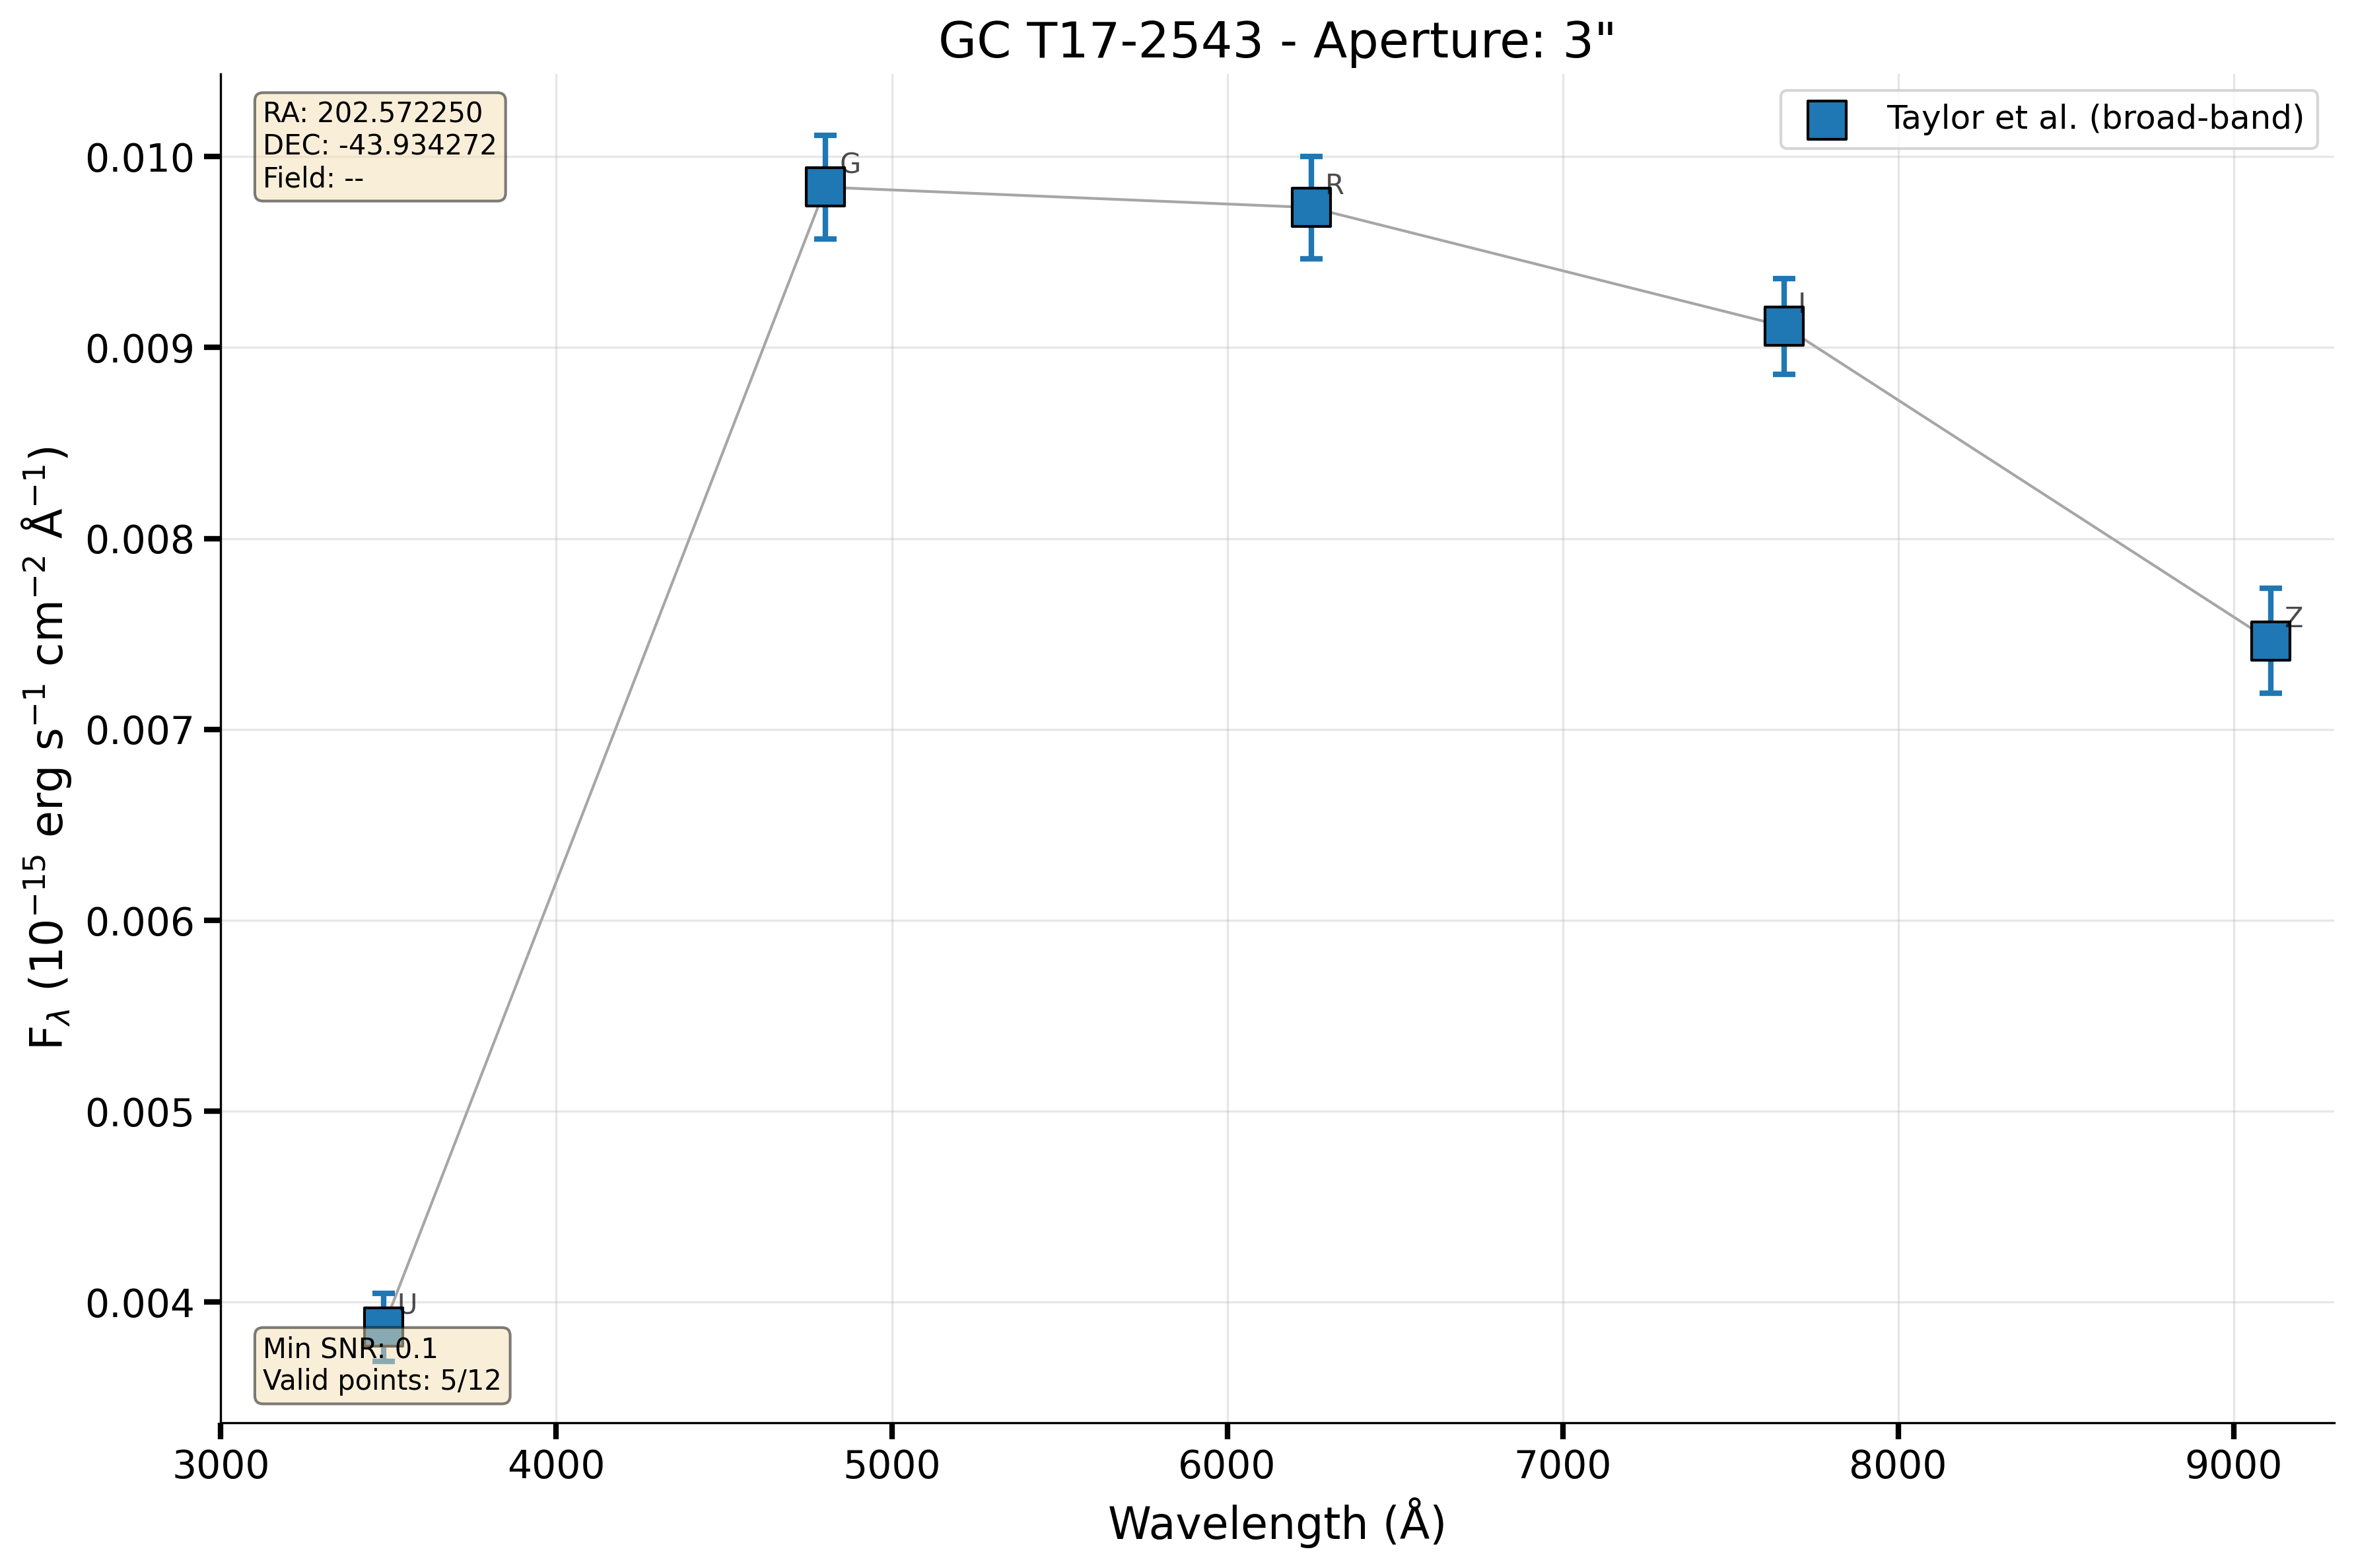 GC T17-2543 - Aperture: 3"
RA: 202.572250
DEC: -43.934272
Field: --
Taylor et al. (broad-band)
G
R
I
Z
U
Min SNR: 0.1
Valid points: 5/12
0.010
0.009
0.008
0.007
0.006
0.005
0.004
F_λ (10⁻¹⁵ erg s⁻¹ cm⁻² Å⁻¹)
3000 4000 5000 6000 7000 8000 9000
Wavelength (Å)